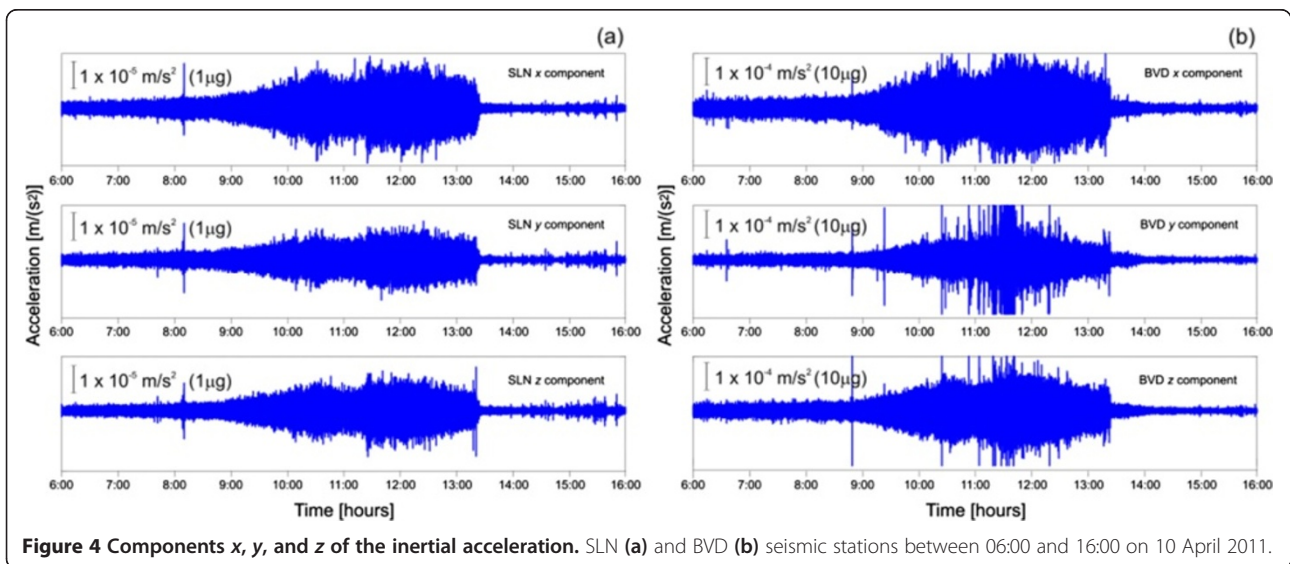 (a)
1 x 10⁻⁵ m/s² (1μg)
SLN x component
6:00 7:00 8:00 9:00 10:00 11:00 12:00 13:00 14:00 15:00 16:00
1 x 10⁻⁵ m/s² (1μg)
SLN y component
6:00 7:00 8:00 9:00 10:00 11:00 12:00 13:00 14:00 15:00 16:00
1 x 10⁻⁵ m/s² (1μg)
SLN z component
6:00 7:00 8:00 9:00 10:00 11:00 12:00 13:00 14:00 15:00 16:00
Acceleration [m/(s²)]
Time [hours]
(b)
1 x 10⁻⁴ m/s² (10μg)
BVD x component
6:00 7:00 8:00 9:00 10:00 11:00 12:00 13:00 14:00 15:00 16:00
1 x 10⁻⁴ m/s² (10μg)
BVD y component
6:00 7:00 8:00 9:00 10:00 11:00 12:00 13:00 14:00 15:00 16:00
1 x 10⁻⁴ m/s² (10μg)
BVD z component
6:00 7:00 8:00 9:00 10:00 11:00 12:00 13:00 14:00 15:00 16:00
Acceleration [m/(s²)]
Time [hours]
Figure 4 Components x, y, and z of the inertial acceleration. SLN (a) and BVD (b) seismic stations between 06:00 and 16:00 on 10 April 2011.